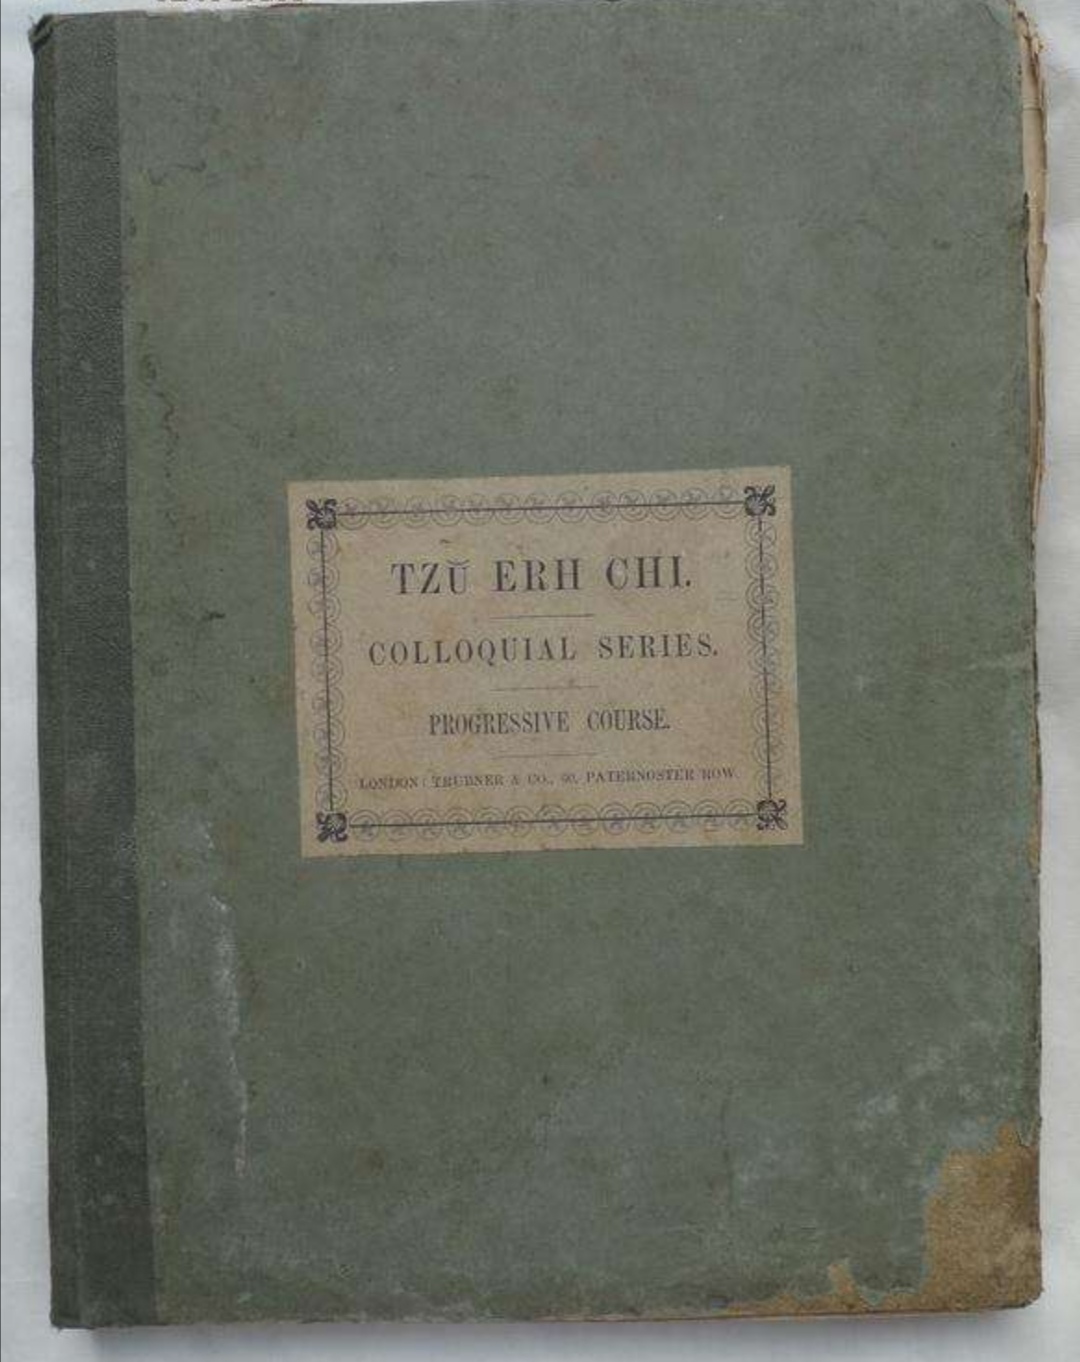 TZŬ ERH CHI.
COLLOQUIAL SERIES.
PROGRESSIVE COURSE.
LONDON: TRUBNER & CO., 60, PATERNOSTER ROW